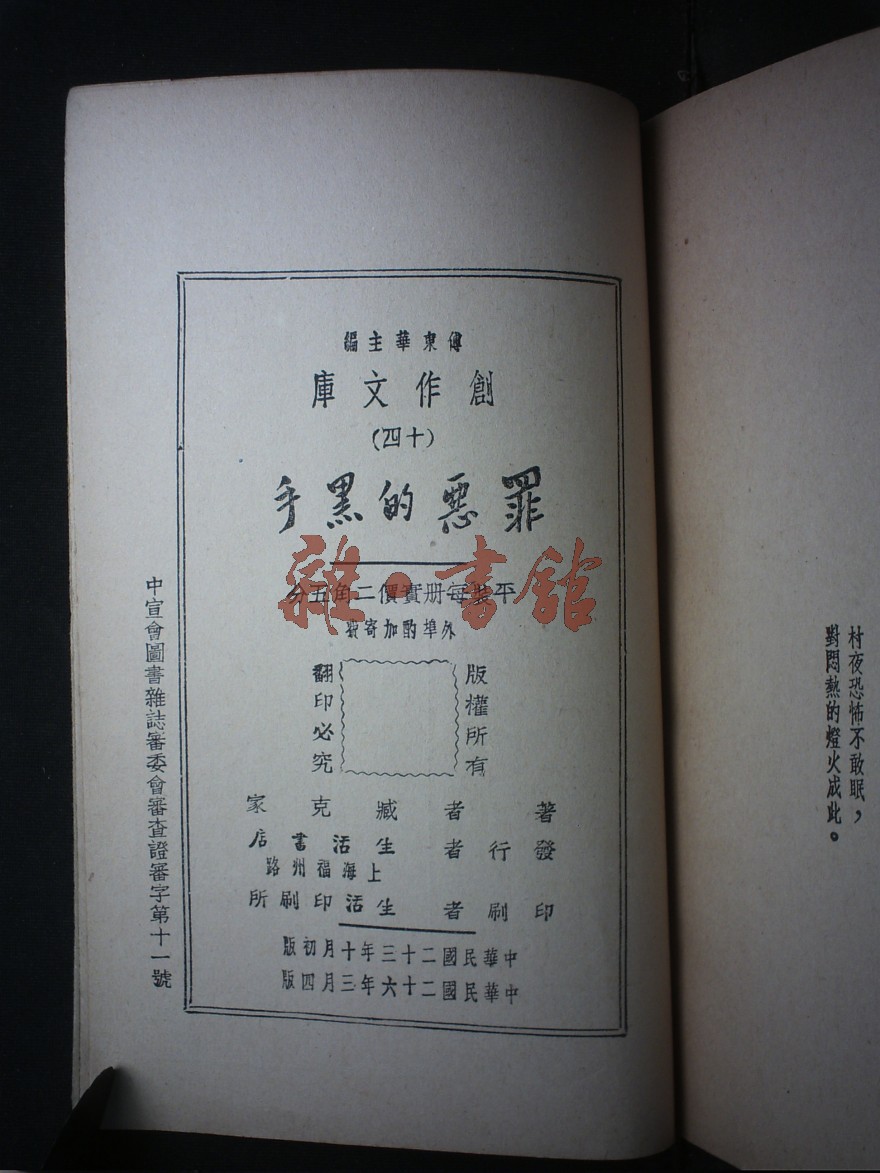 村夜恐怖不敢眠，
對悶熱的燈火成此。
傅東華主編
創作文庫
(十四)
罪惡的黑手
平裝每册實價二角五分
外埠酌加寄費
版權所有
翻印必究
著者 臧克家
發行者 生活書店
上海福州路
印刷者 生活印刷所
中華民國二十三年十月初版
中華民國二十六年三月四版
中宣會圖書雜誌審委會審查證審字第十一號
雜·書館